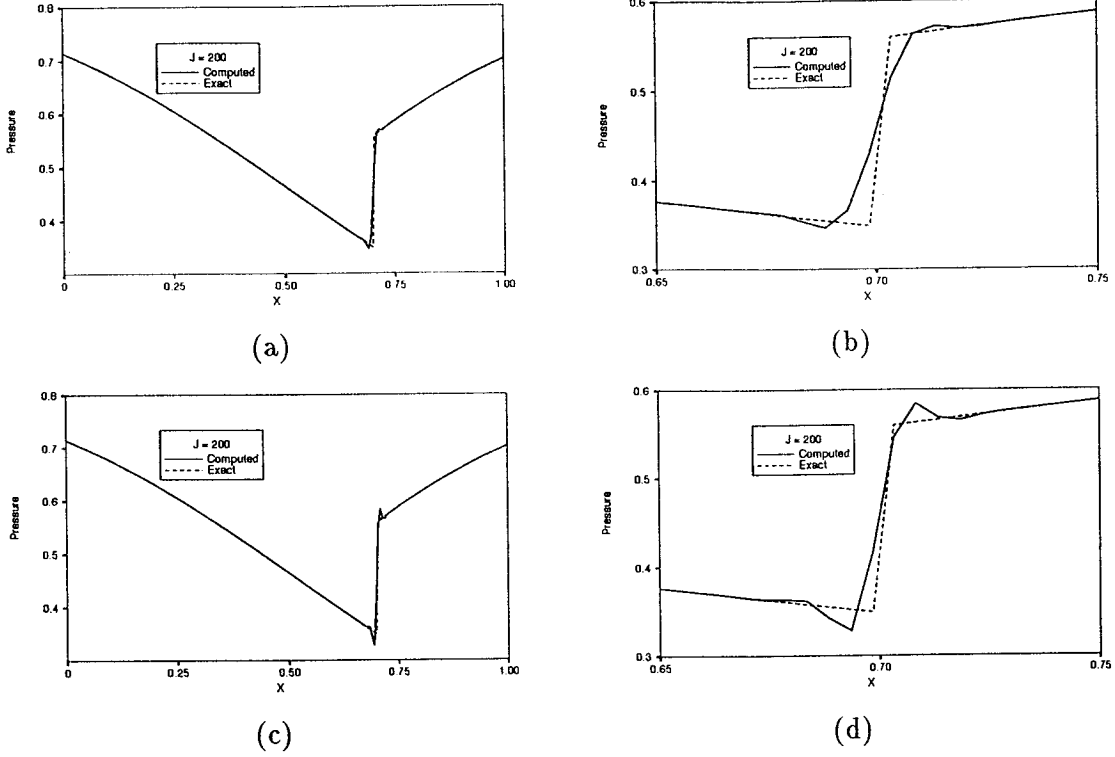 0.8
0.7
0.6
0.5
0.4
Pressure
J = 200
Computed
Exact
0
0.25
0.50
0.75
1.00
X
(a)
0.6
0.5
0.4
0.3
Pressure
J = 200
Computed
Exact
0.65
0.70
0.75
X
(b)
0.8
0.7
0.6
0.5
0.4
Pressure
J = 200
Computed
Exact
0
0.25
0.50
0.75
1.00
X
(c)
0.6
0.5
0.4
0.3
Pressure
J = 200
Computed
Exact
0.65
0.70
0.75
X
(d)